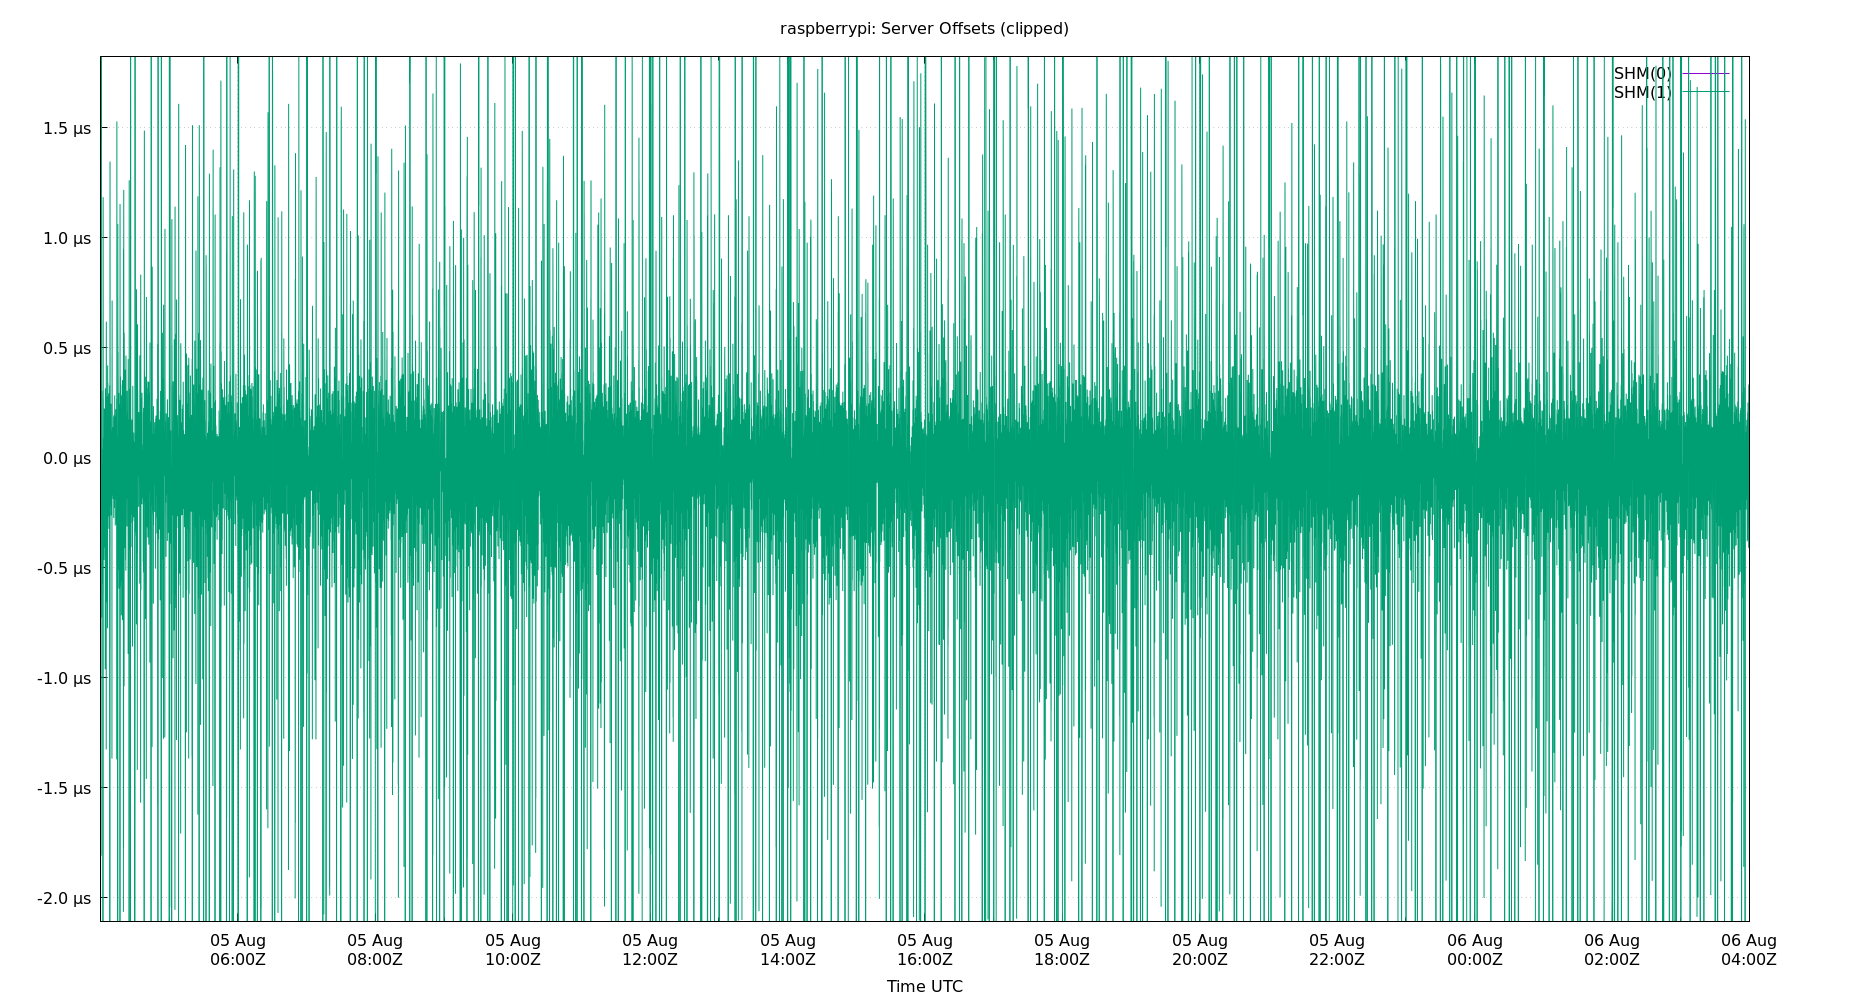 raspberrypi: Server Offsets (clipped)
SHM(0)
SHM(1)
1.5 µs
1.0 µs
0.5 µs
0.0 µs
-0.5 µs
-1.0 µs
-1.5 µs
-2.0 µs
05 Aug 05 Aug 05 Aug 05 Aug 05 Aug 05 Aug 05 Aug 05 Aug 05 Aug 06 Aug 06 Aug 06 Aug
06:00Z 08:00Z 10:00Z 12:00Z 14:00Z 16:00Z 18:00Z 20:00Z 22:00Z 00:00Z 02:00Z 04:00Z
Time UTC